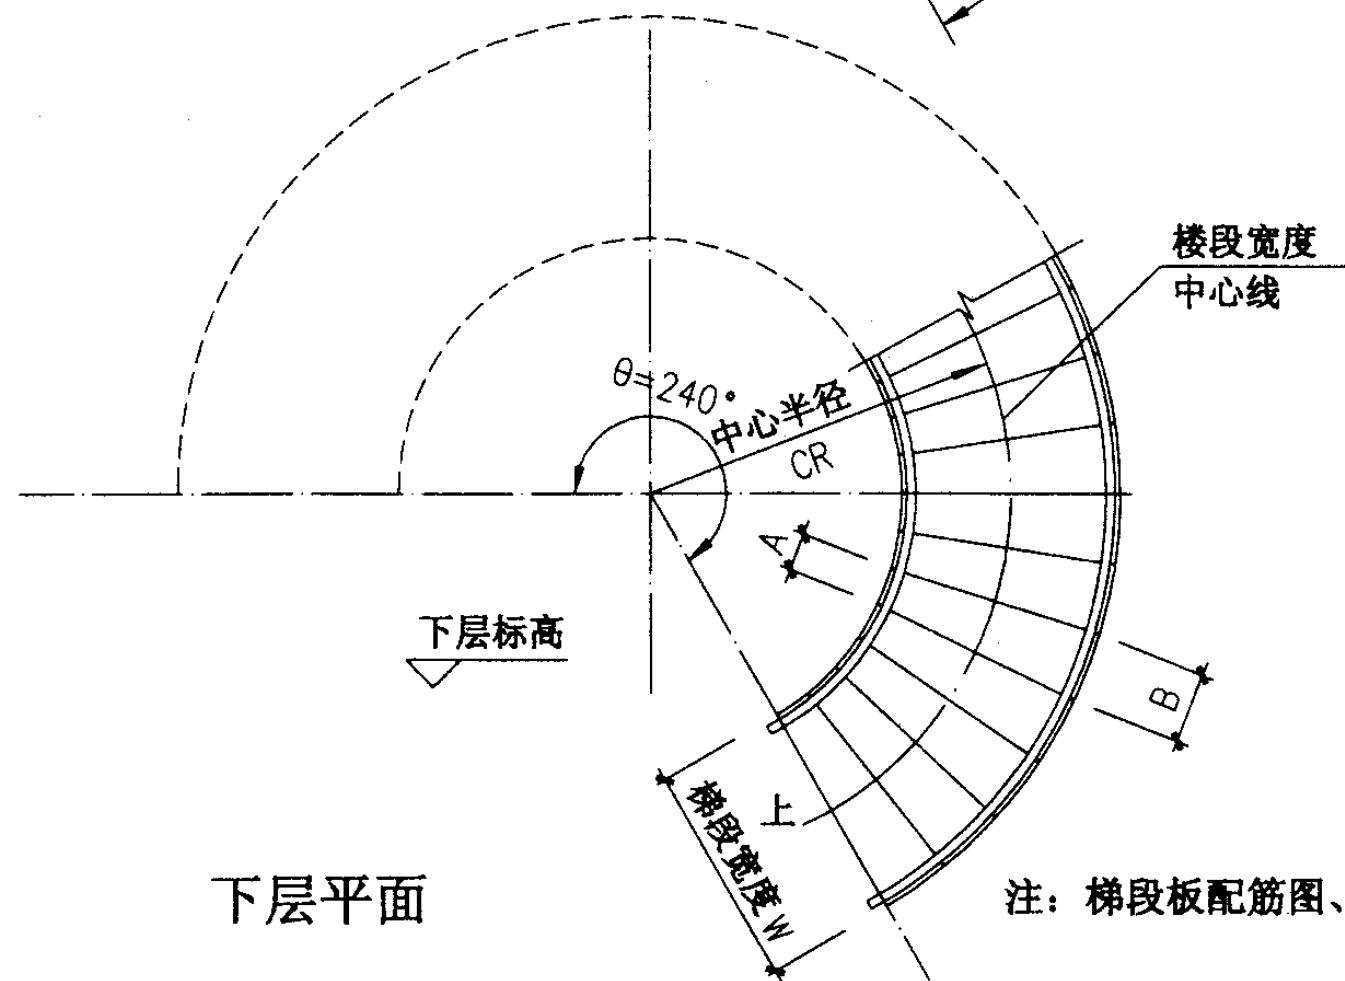 楼段宽度
中心线
θ=240°
中心半径
CR
A
下层标高
B
上
梯段宽度W
下层平面
注：梯段板配筋图、